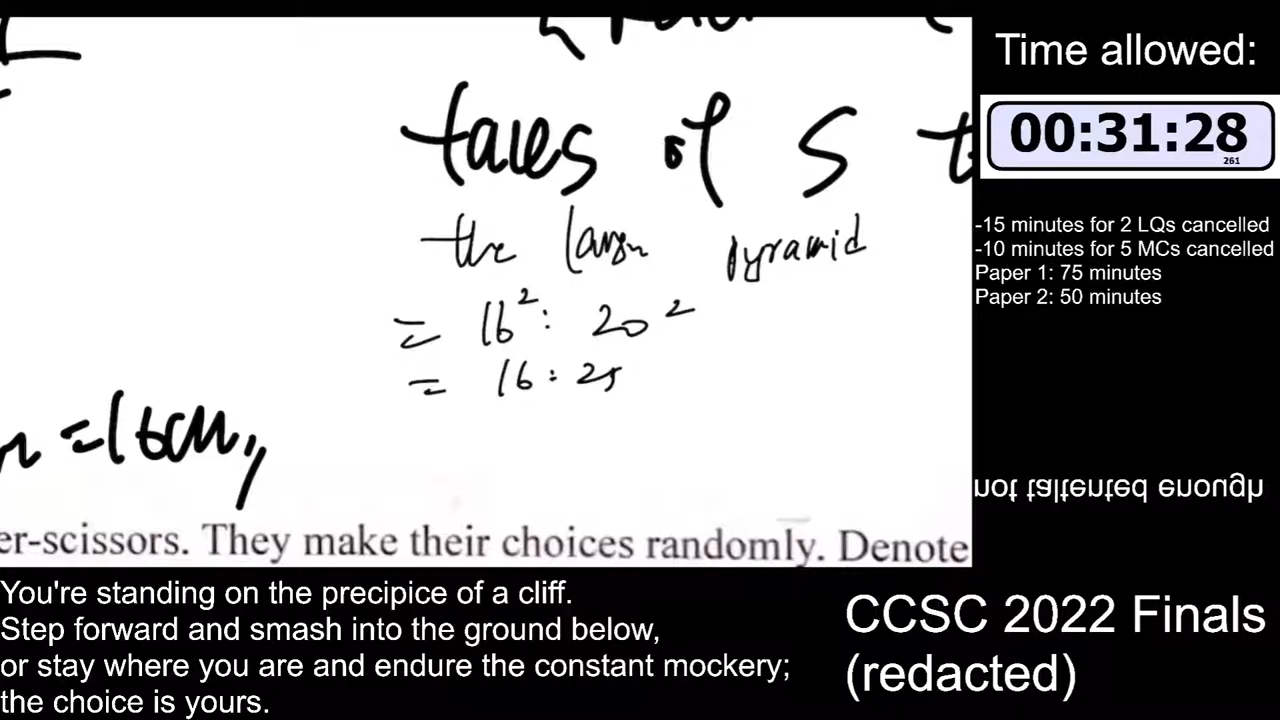 Time allowed:
faces of S t
00:31:28
261
the large pyramid
-15 minutes for 2 LQs cancelled
-10 minutes for 5 MCs cancelled
Paper 1: 75 minutes
Paper 2: 50 minutes
= 16²: 20²
= 16 : 25
= 16cm,
not taltented enough
er-scissors. They make their choices randomly. Denote
You're standing on the precipice of a cliff.
Step forward and smash into the ground below,
or stay where you are and endure the constant mockery;
the choice is yours.
CCSC 2022 Finals
(redacted)